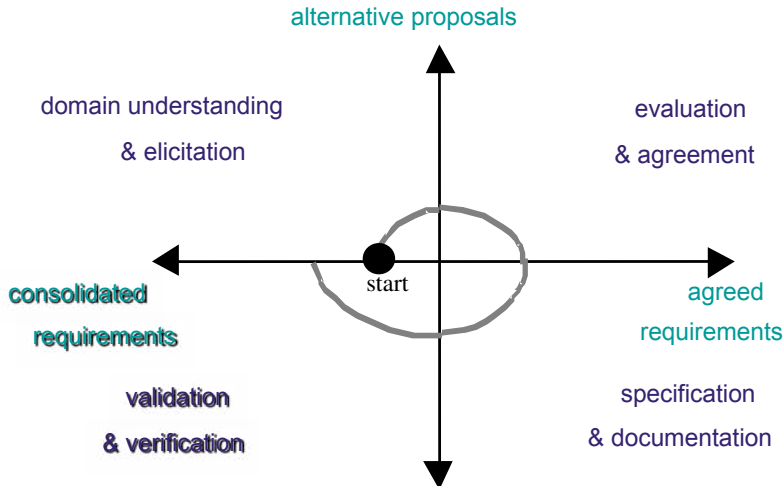 alternative proposals
domain understanding
& elicitation
evaluation
& agreement
start
consolidated
requirements
agreed
requirements
validation
& verification
specification
& documentation